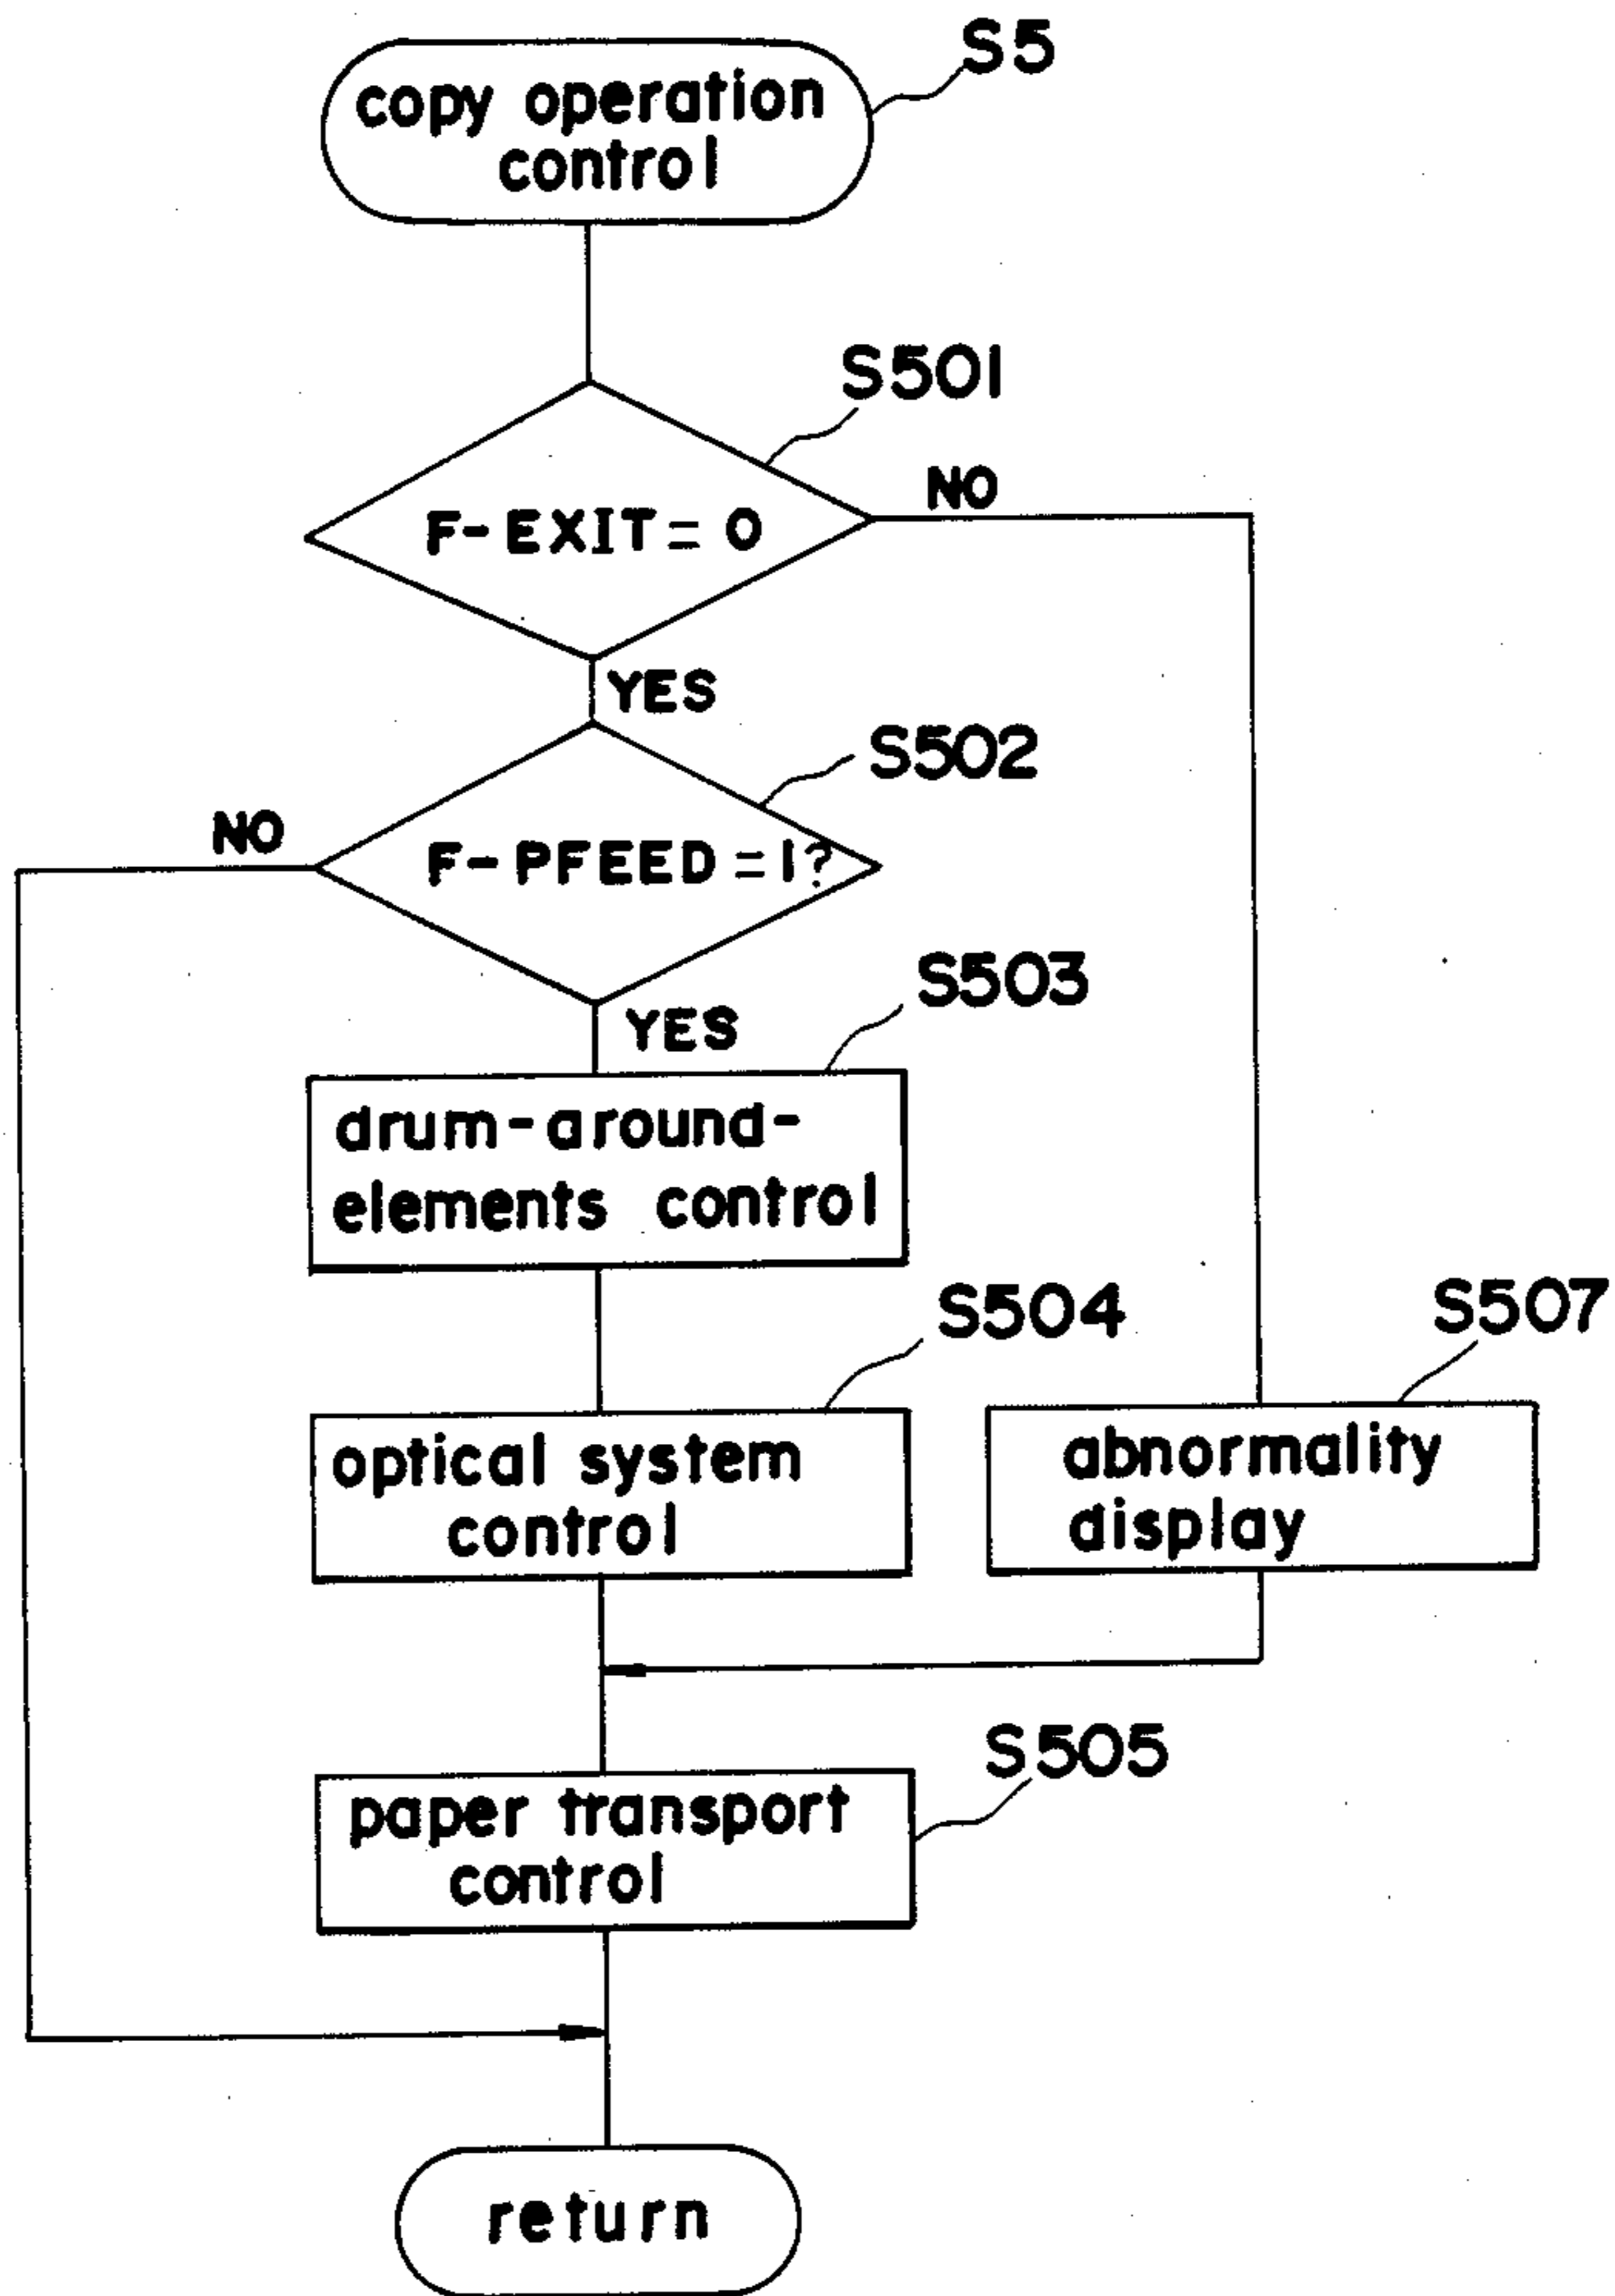 copy operation
control
S5
S501
F-EXIT=0
NO
YES
S502
NO
F-PFEED=1?
YES
S503
drum-around-
elements control
S504
optical system
control
S507
abnormality
display
S505
paper transport
control
return